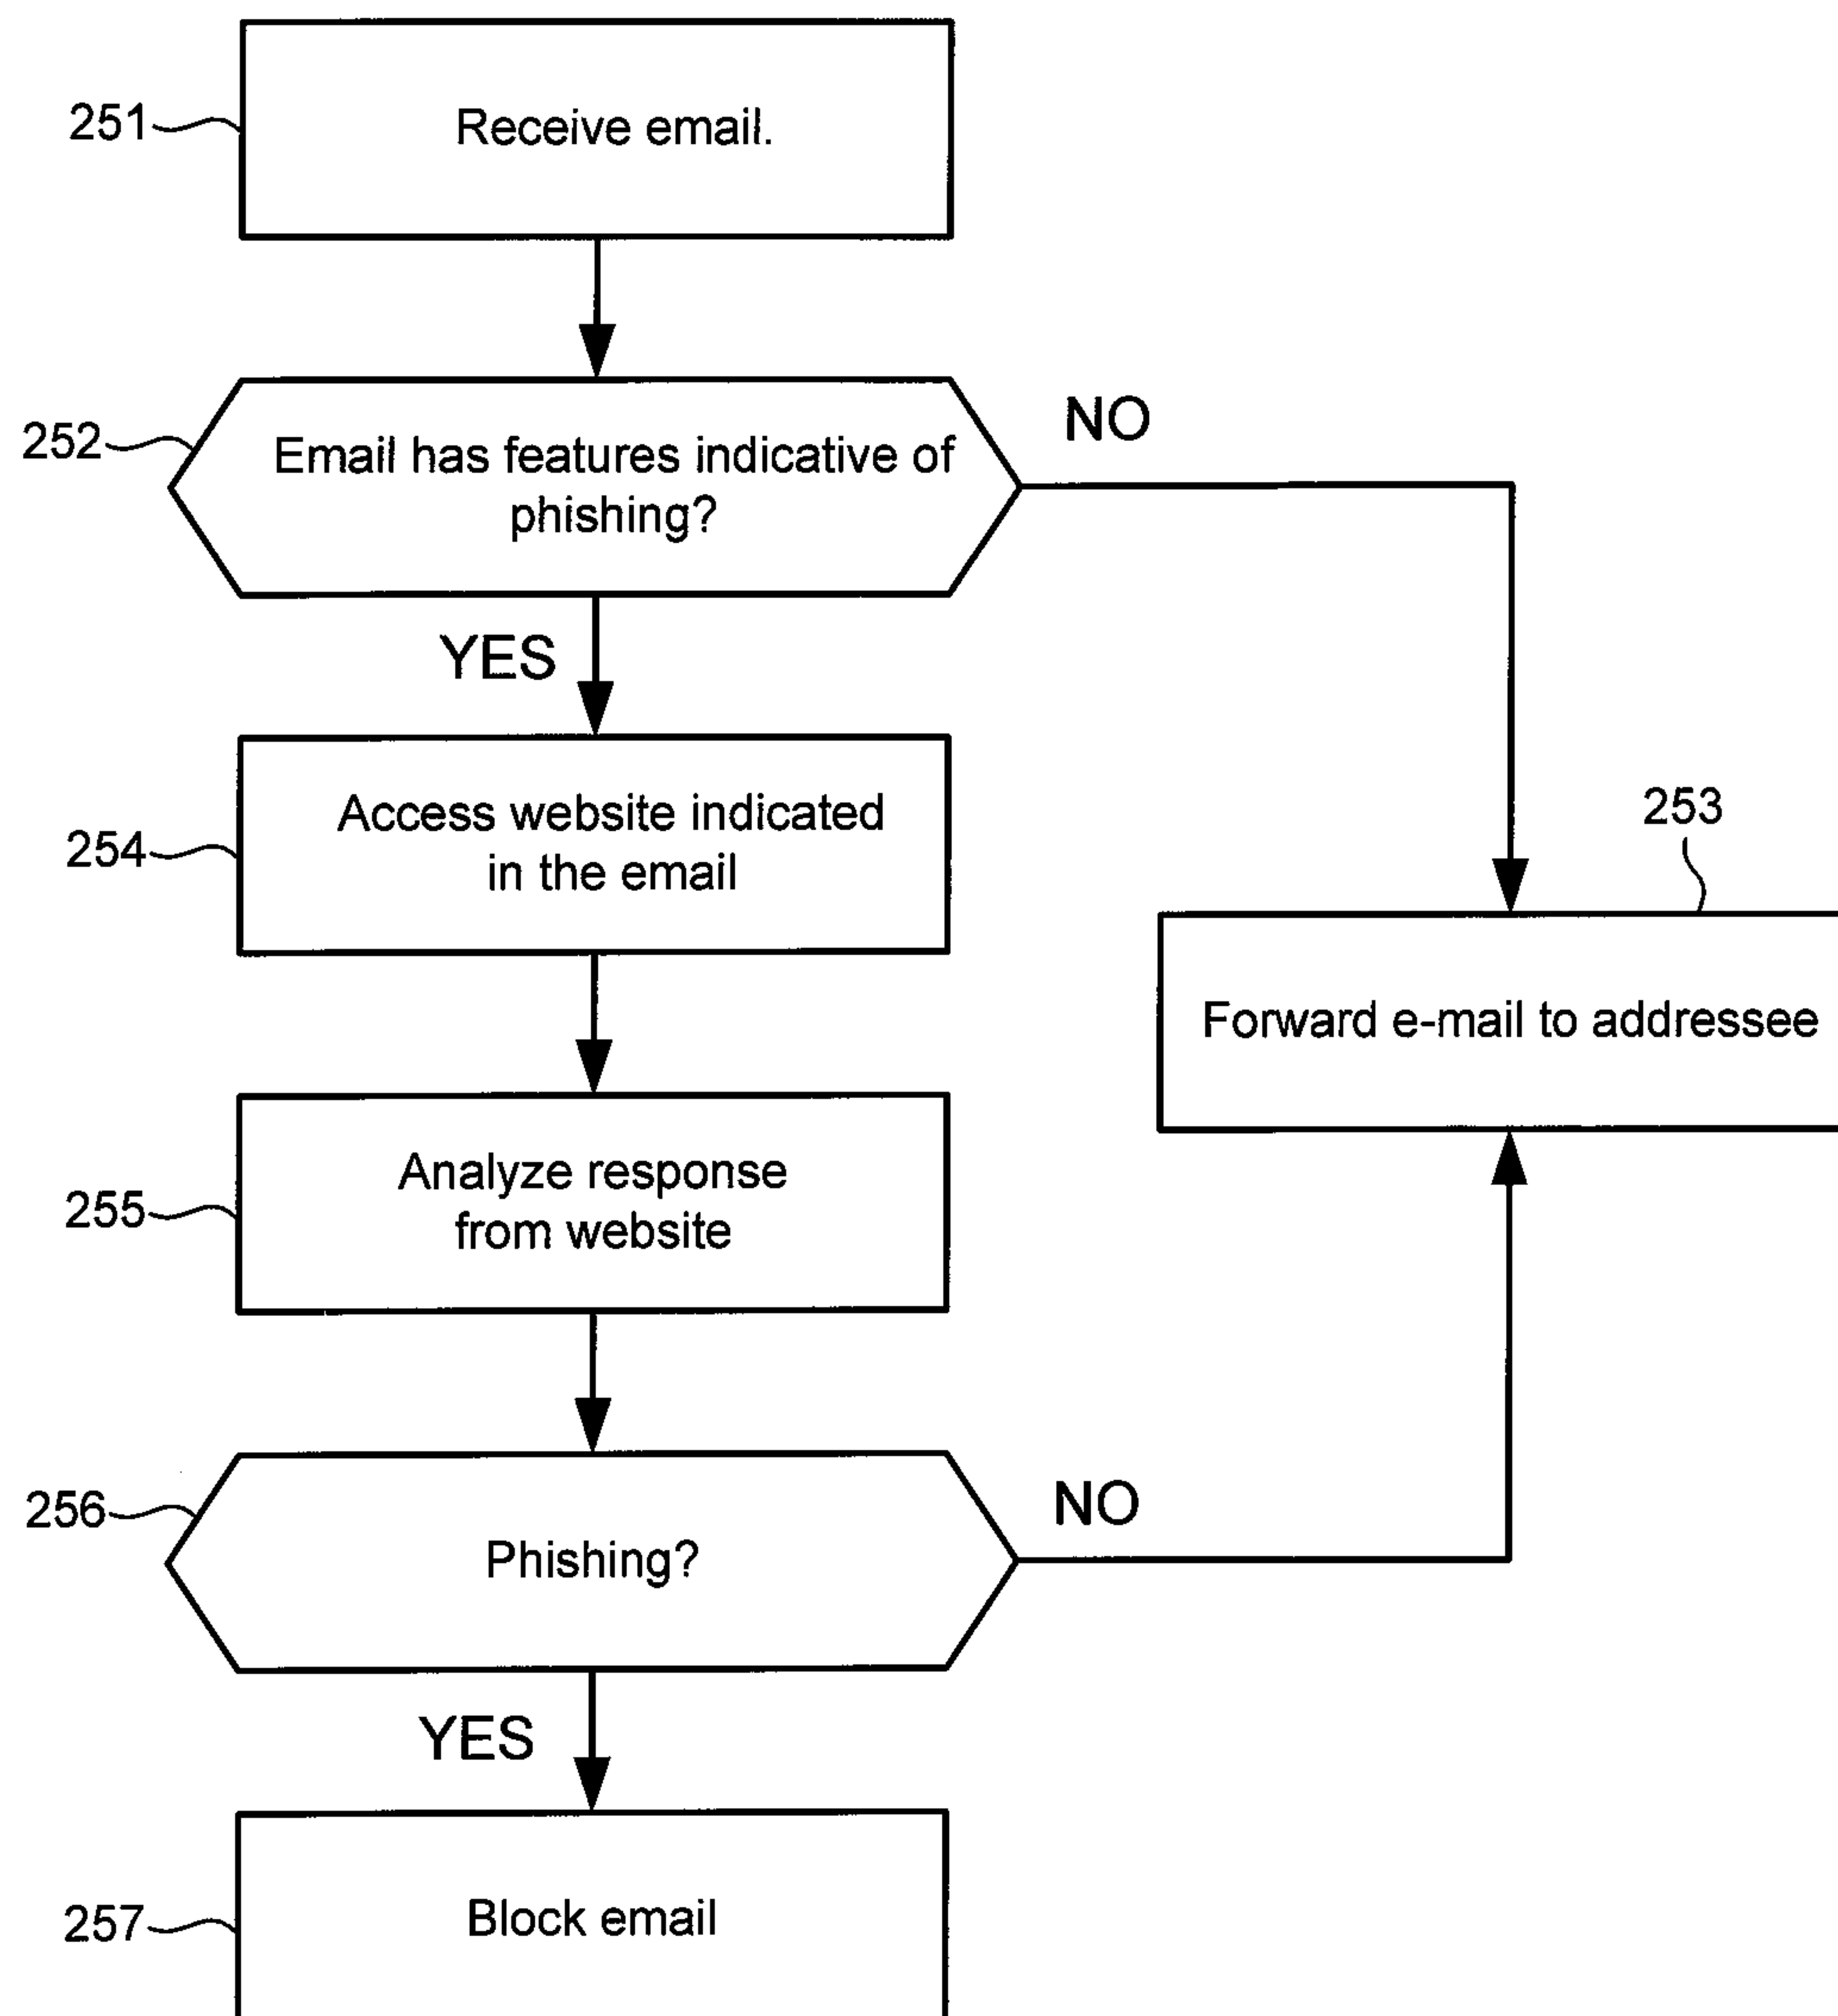 251
Receive email.
252
Email has features indicative of
phishing?
NO
YES
254
Access website indicated
in the email
253
Forward e-mail to addressee
255
Analyze response
from website
256
Phishing?
NO
YES
257
Block email